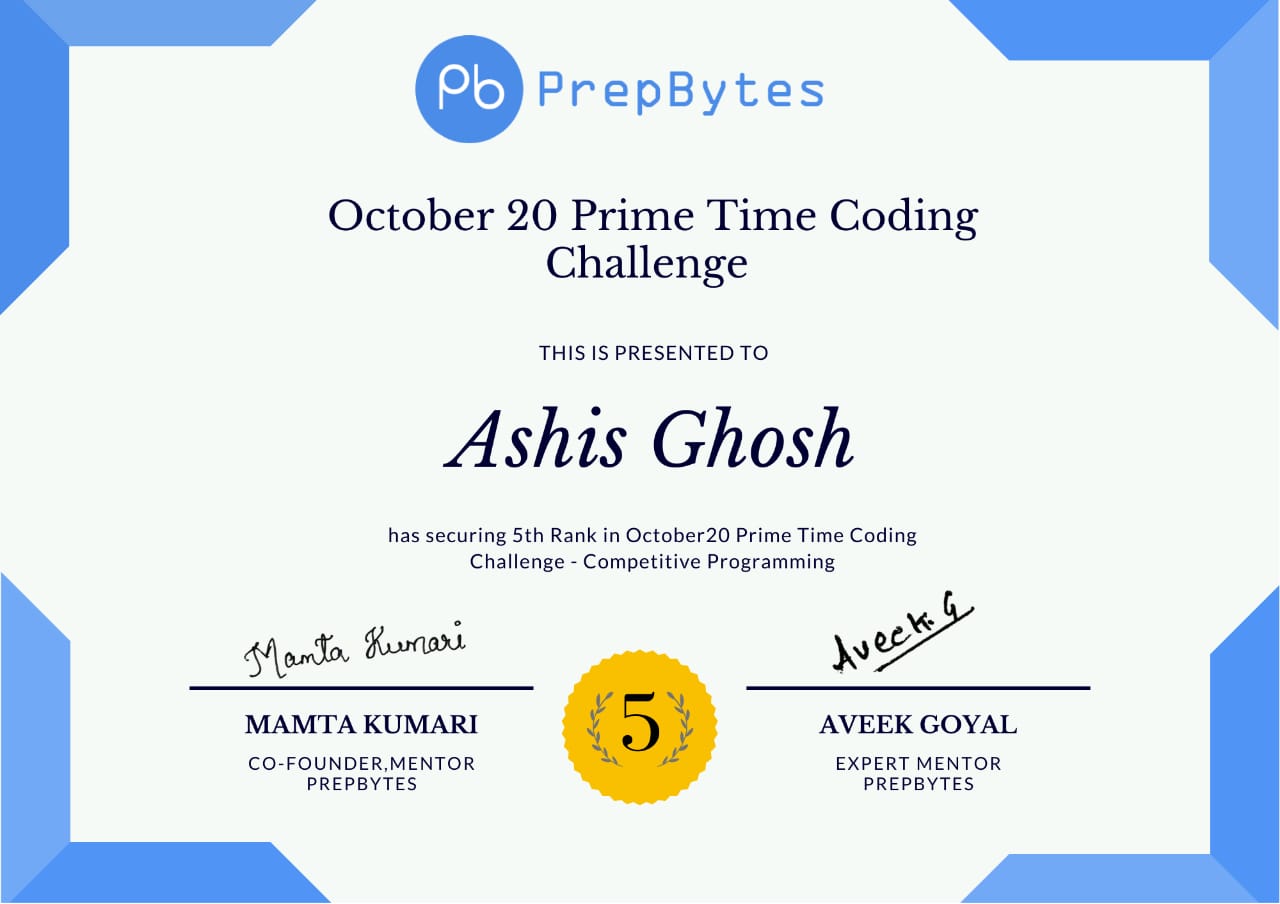 Pb PrepBytes
October 20 Prime Time Coding
Challenge
THIS IS PRESENTED TO
Ashis Ghosh
has securing 5th Rank in October20 Prime Time Coding
Challenge - Competitive Programming
Mamta Kumari
Aveek G
5
MAMTA KUMARI
CO-FOUNDER,MENTOR
PREPBYTES
AVEEK GOYAL
EXPERT MENTOR
PREPBYTES